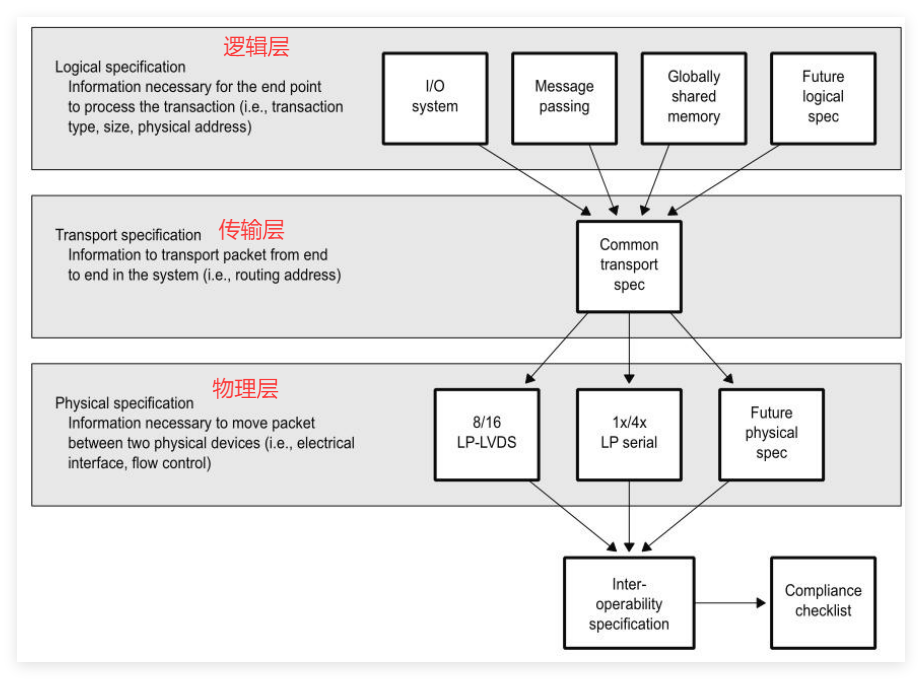 逻辑层
Logical specification
Information necessary for the end point
to process the transaction (i.e., transaction
type, size, physical address)
I/O
system
Message
passing
Globally
shared
memory
Future
logical
spec
传输层
Transport specification
Information to transport packet from end
to end in the system (i.e., routing address)
Common
transport
spec
物理层
Physical specification
Information necessary to move packet
between two physical devices (i.e., electrical
interface, flow control)
8/16
LP-LVDS
1x/4x
LP serial
Future
physical
spec
Inter-
operability
specification
Compliance
checklist